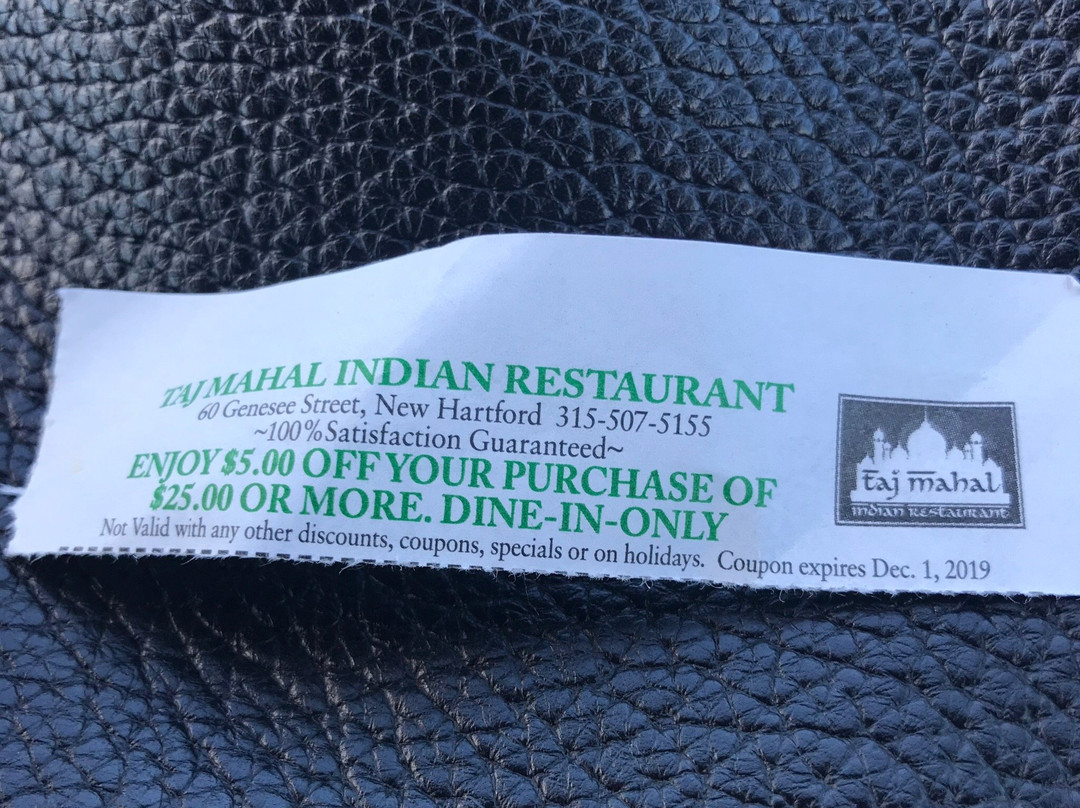 TAJ MAHAL INDIAN RESTAURANT
60 Genesee Street, New Hartford 315-507-5155
~100%Satisfaction Guaranteed~
ENJOY $5.00 OFF YOUR PURCHASE OF
$25.00 OR MORE. DINE-IN-ONLY
Not Valid with any other discounts, coupons, specials or on holidays. Coupon expires Dec. 1, 2019
taj mahal
indian restaurant